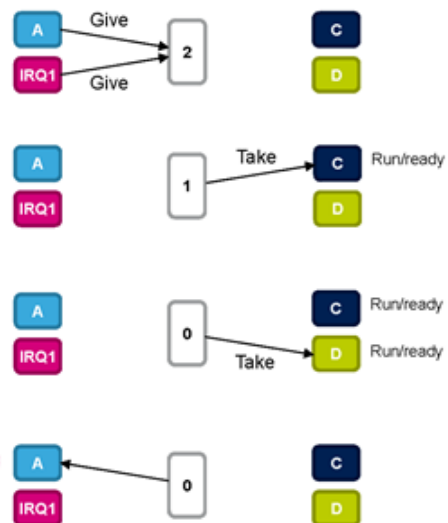 A Give C
2
IRQ1 Give D
A Take C Run/ready
1
IRQ1 D
A C Run/ready
0
IRQ1 Take D Run/ready
A C
0
IRQ1 D